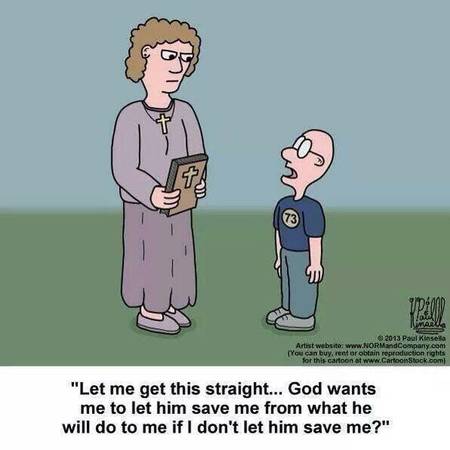 73
© 2013 Paul Kinsella
Artist website: www.NORMandCompany.com
(You can buy, rent or obtain reproduction rights
for this cartoon at www.CartoonStock.com)
"Let me get this straight... God wants
me to let him save me from what he
will do to me if I don't let him save me?"